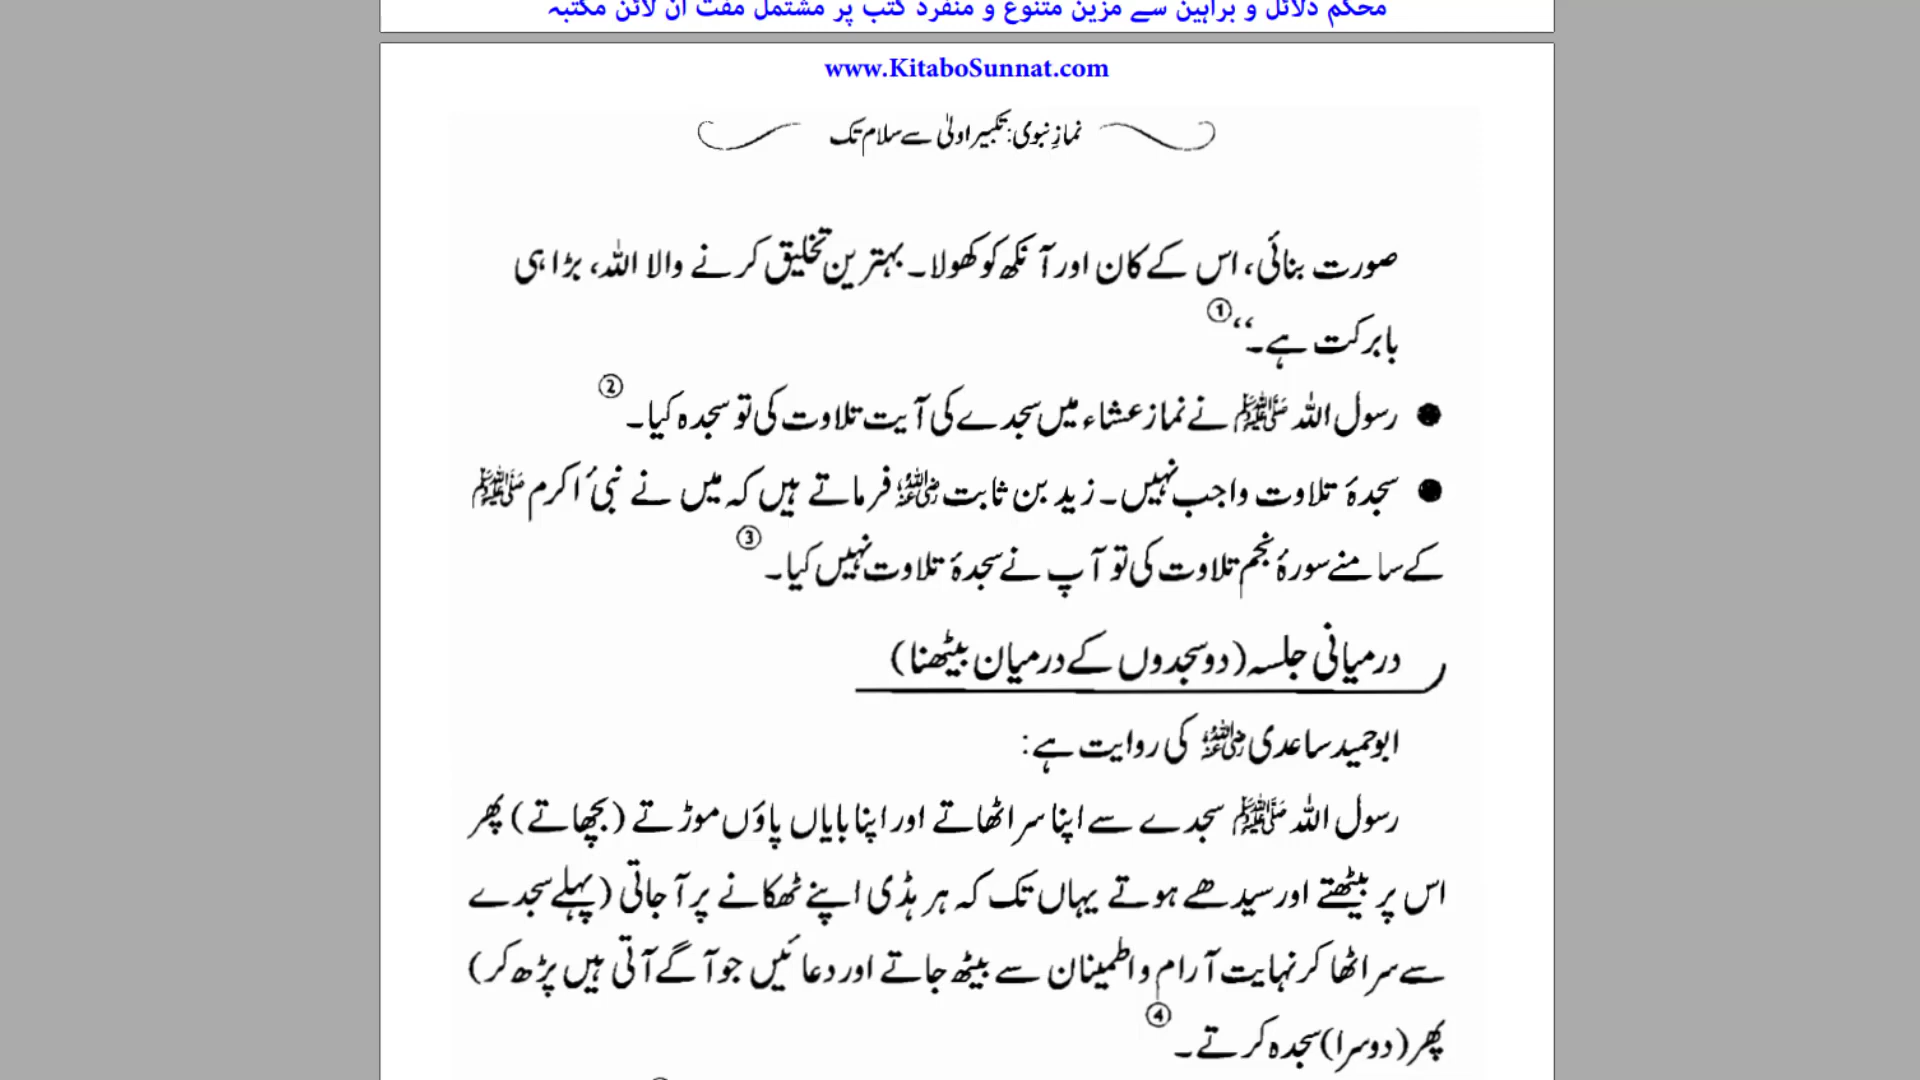 محکم دلائل و براہین سے مزین متنوع و منفرد کتب پر مشتمل مفت آن لائن مکتبہ
www.KitaboSunnat.com
نمازِ نبوی: تکبیر اولیٰ سے سلام تک
صورت بنائی، اس کے کان اور آنکھ کو کھولا۔ بہترین تخلیق کرنے والا اللہ، بڑا ہی
بابرکت ہے۔‘‘ ①
● رسول اللہ ﷺ نے نماز عشاء میں سجدے کی آیت تلاوت کی تو سجدہ کیا۔ ②
● سجدۂ تلاوت واجب نہیں۔ زید بن ثابت رضی اللہ عنہ فرماتے ہیں کہ میں نے نبیٔ اکرم ﷺ
کے سامنے سورۂ نجم تلاوت کی تو آپ نے سجدۂ تلاوت نہیں کیا۔ ③
درمیانی جلسہ (دو سجدوں کے درمیان بیٹھنا)
ابوحمید ساعدی رضی اللہ عنہ کی روایت ہے:
رسول اللہ ﷺ سجدے سے اپنا سر اٹھاتے اور اپنا بایاں پاؤں موڑتے (بچھاتے) پھر
اس پر بیٹھتے اور سیدھے ہوتے یہاں تک کہ ہر ہڈی اپنے ٹھکانے پر آجاتی (پہلے سجدے
سے سر اٹھا کر نہایت آرام و اطمینان سے بیٹھ جاتے اور دعائیں جو آگے آتی ہیں پڑھ کر)
پھر (دوسرا) سجدہ کرتے۔ ④